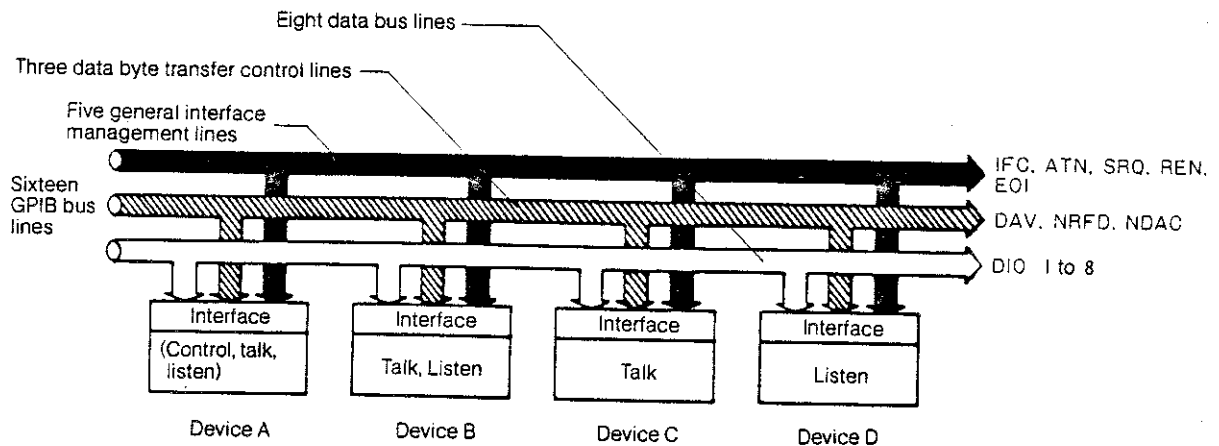 Eight data bus lines
Three data byte transfer control lines
Five general interface
management lines
IFC, ATN, SRQ, REN,
EOI
Sixteen
GPIB bus
lines
DAV, NRFD, NDAC
DIO 1 to 8
Interface
(Control, talk,
listen)
Device A
Interface
Talk, Listen
Device B
Interface
Talk
Device C
Interface
Listen
Device D